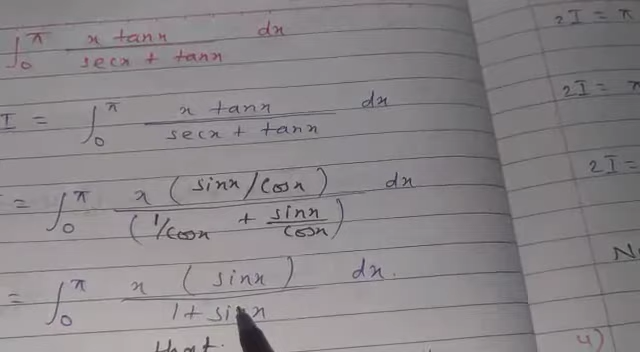 ∫₀^π x tanx / secx + tanx dx
I = ∫₀^π x tanx / secx + tanx dx
= ∫₀^π x (sinx/cosx) / (1/cosx + sinx/cosx) dx
= ∫₀^π x (sinx) / 1 + sinx dx.
2I = π
2I = π
2I =
4)